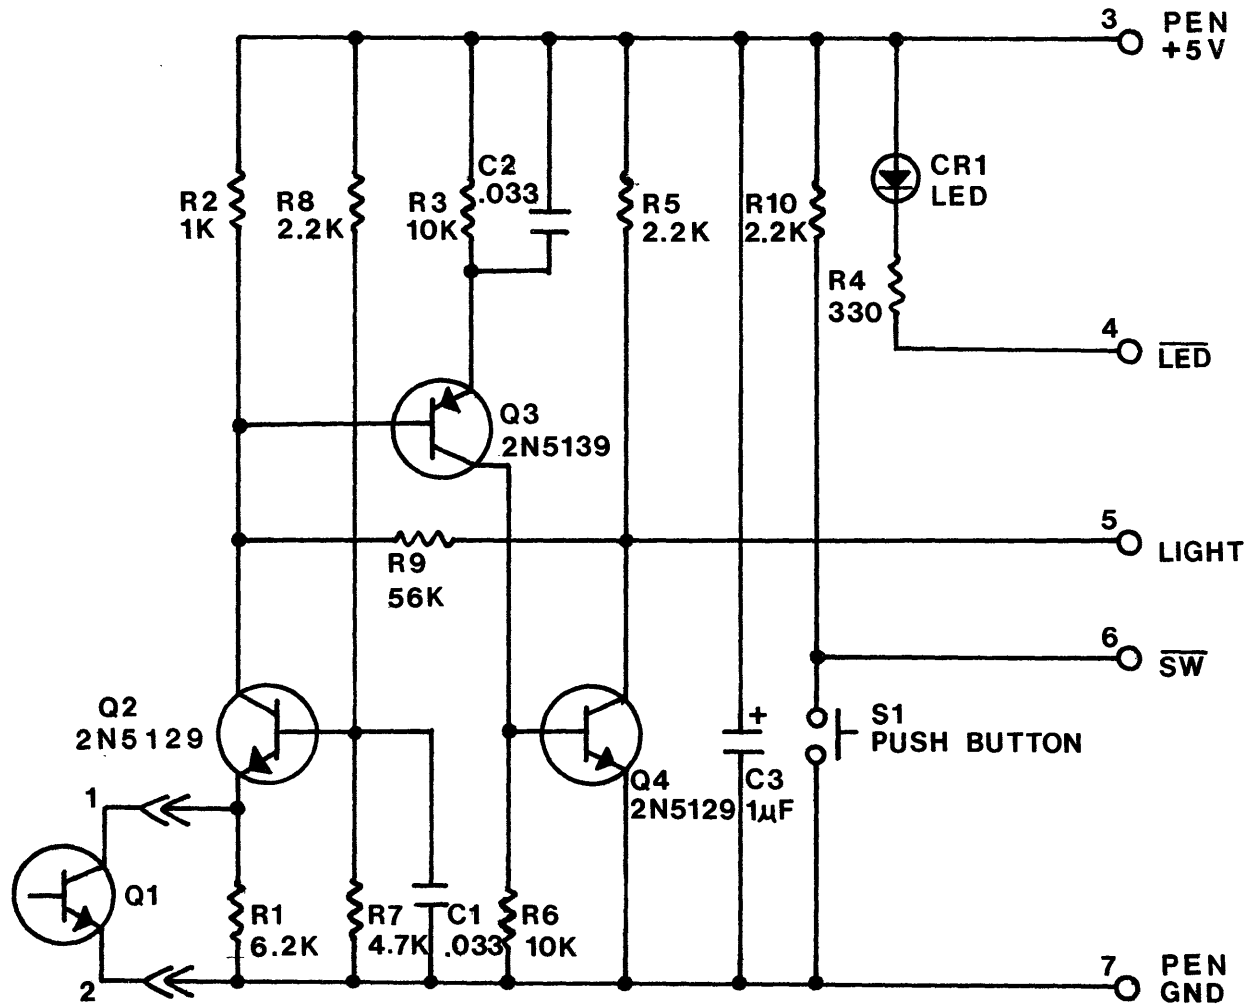 3 PEN
+5V
C2
.033
CR1
LED
R2
1K
R8
2.2K
R3
10K
R5
2.2K
R10
2.2K
R4
330
4
LED
Q3
2N5139
5
LIGHT
R9
56K
6
SW
Q2
2N5129
+
S1
PUSH BUTTON
Q4
2N5129
C3
1µF
1
Q1
R1
6.2K
R7
4.7K
C1
.033
R6
10K
2
7 PEN
GND